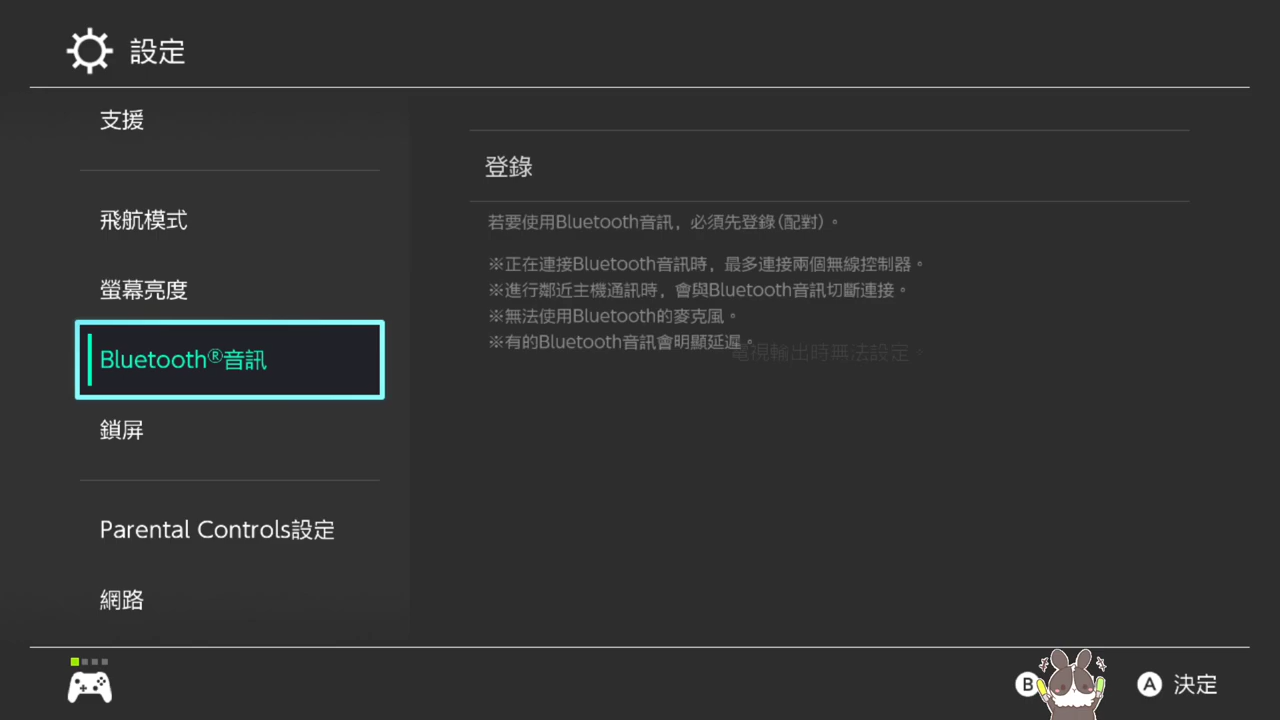 設定
支援
飛航模式
螢幕亮度
Bluetooth®音訊
鎖屏
Parental Controls設定
網路
登錄
若要使用Bluetooth音訊，必須先登錄(配對)。
※正在連接Bluetooth音訊時，最多連接兩個無線控制器。
※進行鄰近主機通訊時，會與Bluetooth音訊切斷連接。
※無法使用Bluetooth的麥克風。
※有的Bluetooth音訊會明顯延遲。
電視輸出時無法設定。
B
A 決定